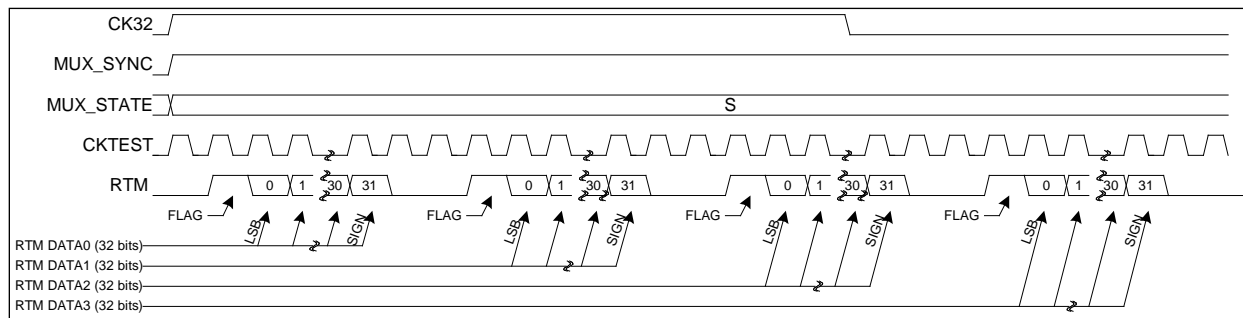 CK32
MUX_SYNC
MUX_STATE
S
CKTEST
RTM
0 1 30 31
0 1 30 31
0 1 30 31
0 1 30 31
FLAG
FLAG
FLAG
FLAG
LSB
SIGN
LSB
SIGN
LSB
SIGN
LSB
SIGN
RTM DATA0 (32 bits)
RTM DATA1 (32 bits)
RTM DATA2 (32 bits)
RTM DATA3 (32 bits)